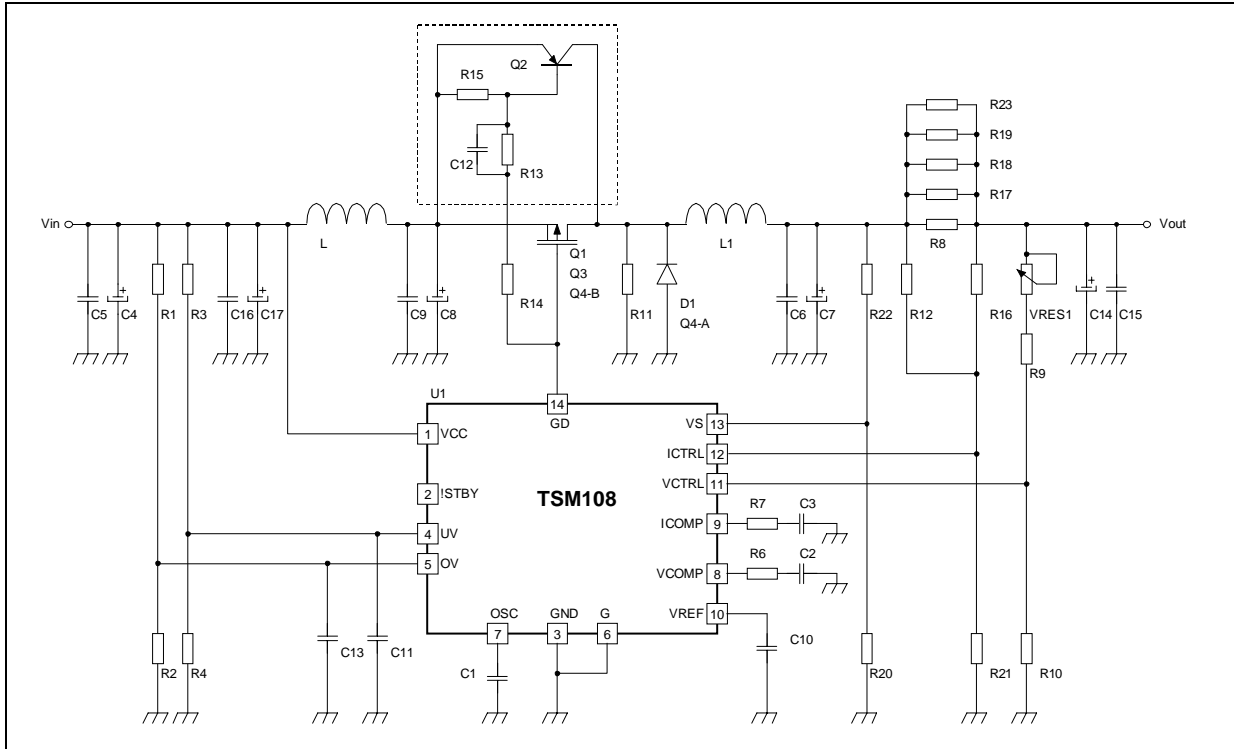 Q2
R15
R23
R19
C12
R13
R18
R17
Vin
L
L1
R8
Vout
Q1
Q3
Q4-B
R14
D1
Q4-A
C5
C4
R1
R3
C16
C17
C9
C8
R11
C6
C7
R22
R12
R16
VRES1
C14
C15
R9
+
+
+
+
+
U1
14
GD
1
VCC
VS
13
ICTRL
12
2
!STBY
TSM108
VCTRL
11
4
UV
ICOMP
9
R7
C3
5
OV
VCOMP
8
R6
C2
OSC
GND
G
VREF
10
7
3
6
C10
R2
R4
C13
C11
C1
R20
R21
R10